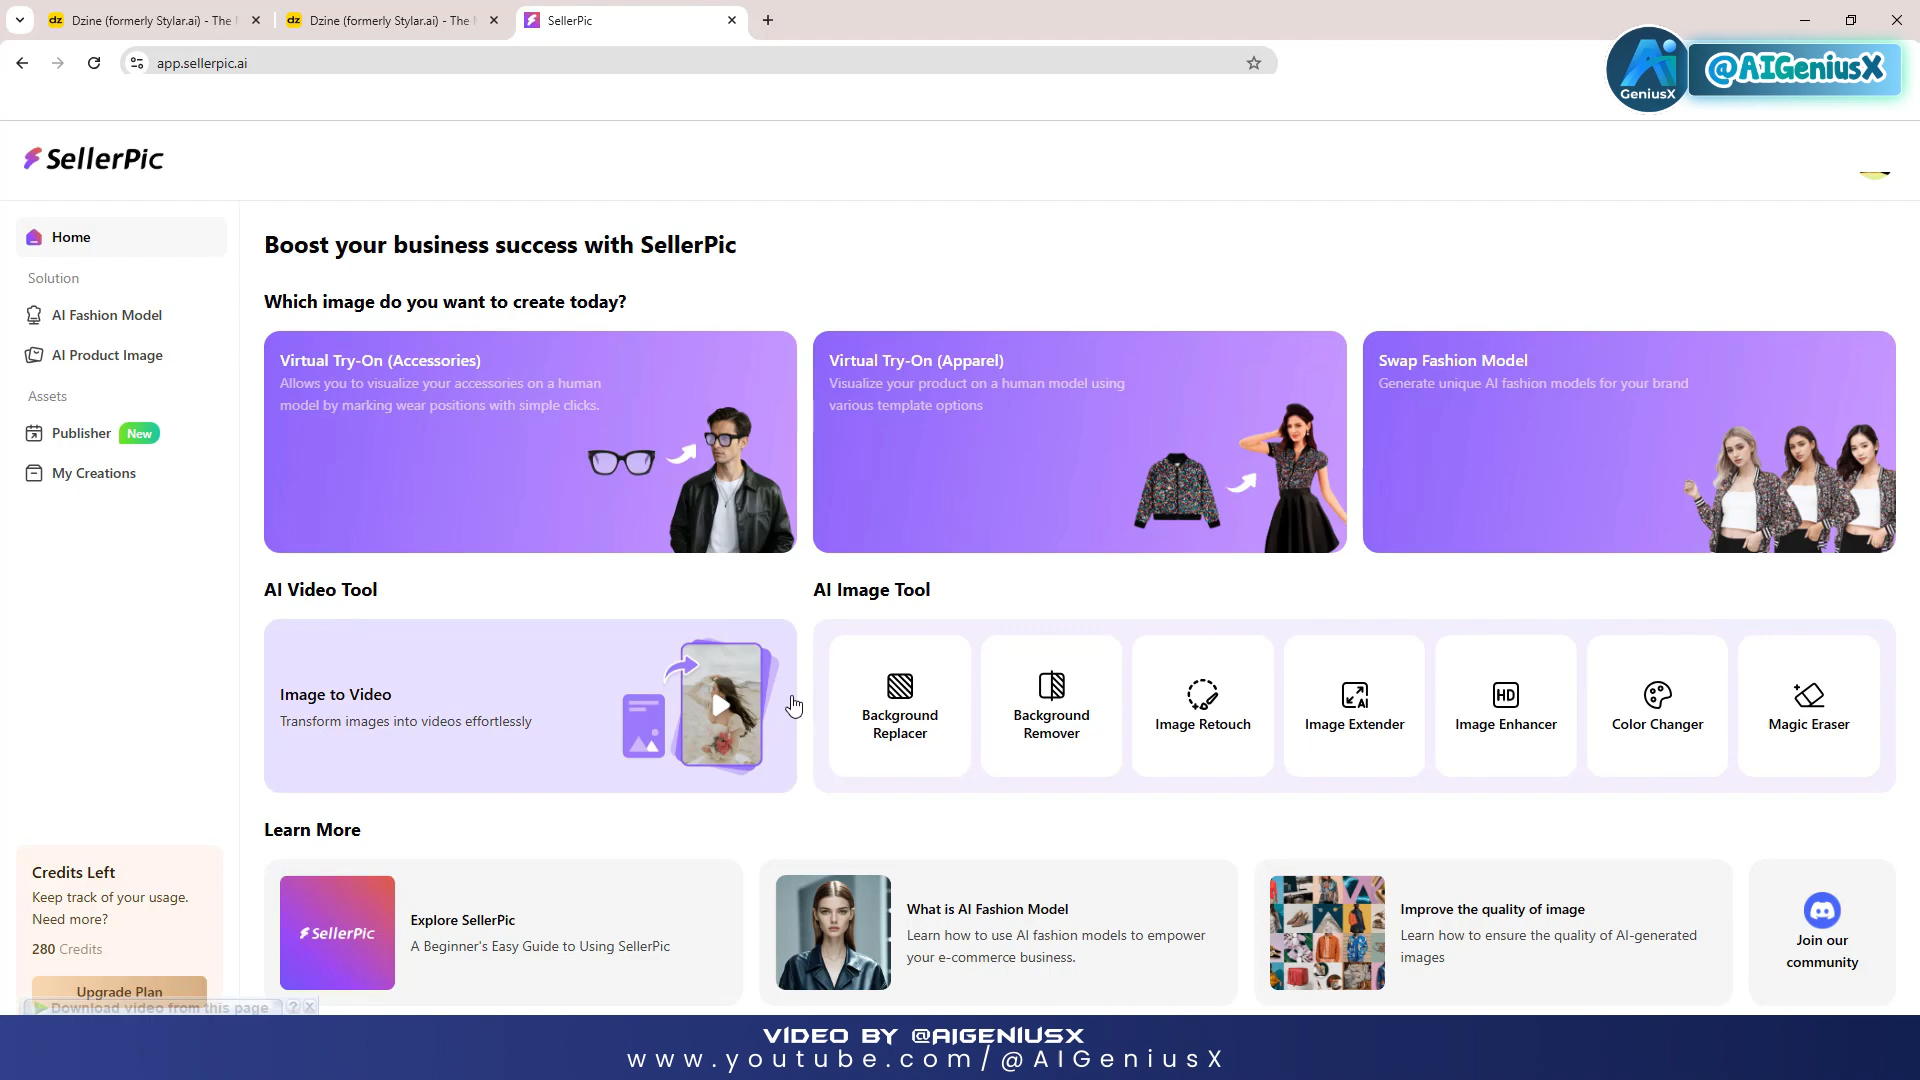 dz Dzine (formerly Stylar.ai) - The
dz Dzine (formerly Stylar.ai) - The
SellerPic
app.sellerpic.ai
Ai
GeniusX
@AIGeniusX
SellerPic
Home
Solution
AI Fashion Model
AI Product Image
Assets
Publisher New
My Creations
Credits Left
Keep track of your usage.
Need more?
280 Credits
Upgrade Plan
Download video from this page ? X
Boost your business success with SellerPic
Which image do you want to create today?
Virtual Try-On (Accessories)
Allows you to visualize your accessories on a human
model by marking wear positions with simple clicks.
Virtual Try-On (Apparel)
Visualize your product on a human model using
various template options
Swap Fashion Model
Generate unique AI fashion models for your brand
AI Video Tool
Image to Video
Transform images into videos effortlessly
AI Image Tool
Background
Replacer
Background
Remover
Image Retouch
AI
Image Extender
HD
Image Enhancer
Color Changer
Magic Eraser
Learn More
SellerPic
Explore SellerPic
A Beginner's Easy Guide to Using SellerPic
What is AI Fashion Model
Learn how to use AI fashion models to empower
your e-commerce business.
Improve the quality of image
Learn how to ensure the quality of AI-generated
images
Join our
community
VIDEO BY @AIGENIUSX
www.youtube.com/@AIGeniusX